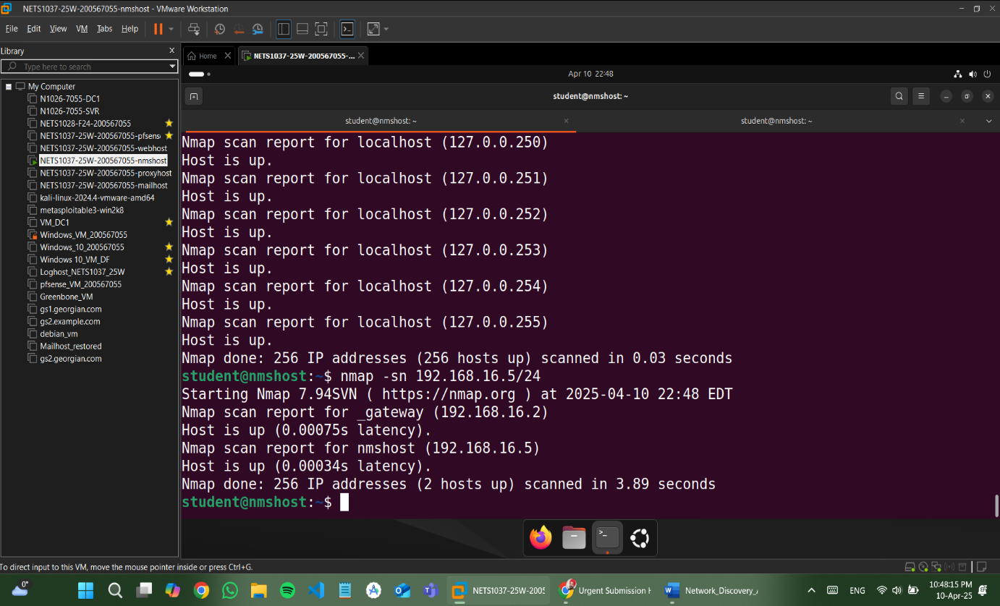 NETS1037-25W-200567055-nmshost - VMware Workstation
File Edit View VM Tabs Help
Library
Type here to search
My Computer
N1026-7055-DC1
N1026-7055-SVR
NETS1028-F24-200567055
NETS1037-25W-200567055-pfsense
NETS1037-25W-200567055-webhost
NETS1037-25W-200567055-nmshost
NETS1037-25W-200567055-proxyhost
NETS1037-25W-200567055-mailhost
kali-linux-2024.4-vmware-amd64
metasploitable3-win2k8
VM_DC1
Windows_VM_200567055
Windows_10_200567055
Windows 10_VM_DF
Loghost_NETS1037_25W
pfsense_VM_200567055
Greenbone_VM
gs1.georgian.com
gs2.example.com
debian_vm
Mailhost_restored
gs2.georgian.com
Home
NETS1037-25W-200567055-...
Apr 10 22:48
student@nmshost: ~
student@nmshost: ~
student@nmshost: ~
Nmap scan report for localhost (127.0.0.250)
Host is up.
Nmap scan report for localhost (127.0.0.251)
Host is up.
Nmap scan report for localhost (127.0.0.252)
Host is up.
Nmap scan report for localhost (127.0.0.253)
Host is up.
Nmap scan report for localhost (127.0.0.254)
Host is up.
Nmap scan report for localhost (127.0.0.255)
Host is up.
Nmap done: 256 IP addresses (256 hosts up) scanned in 0.03 seconds
student@nmshost:~$ nmap -sn 192.168.16.5/24
Starting Nmap 7.94SVN ( https://nmap.org ) at 2025-04-10 22:48 EDT
Nmap scan report for _gateway (192.168.16.2)
Host is up (0.00075s latency).
Nmap scan report for nmshost (192.168.16.5)
Host is up (0.00034s latency).
Nmap done: 256 IP addresses (2 hosts up) scanned in 3.89 seconds
student@nmshost:~$
To direct input to this VM, move the mouse pointer inside or press Ctrl+G.
0°
NETS1037-25W-2005
Urgent Submission
Network_Discovery_
ENG
10:48:15 PM
10-Apr-25